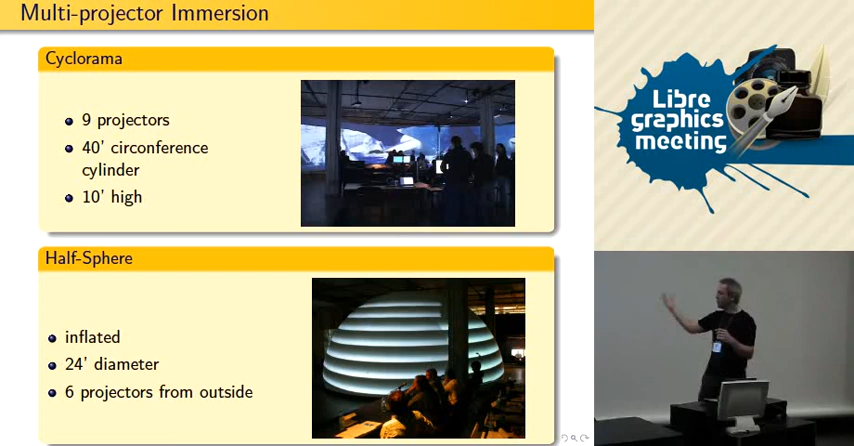 Multi-projector Immersion
Cyclorama
9 projectors
40' circonference
cylinder
10' high
Half-Sphere
inflated
24' diameter
6 projectors from outside
Libre
graphics
meeting